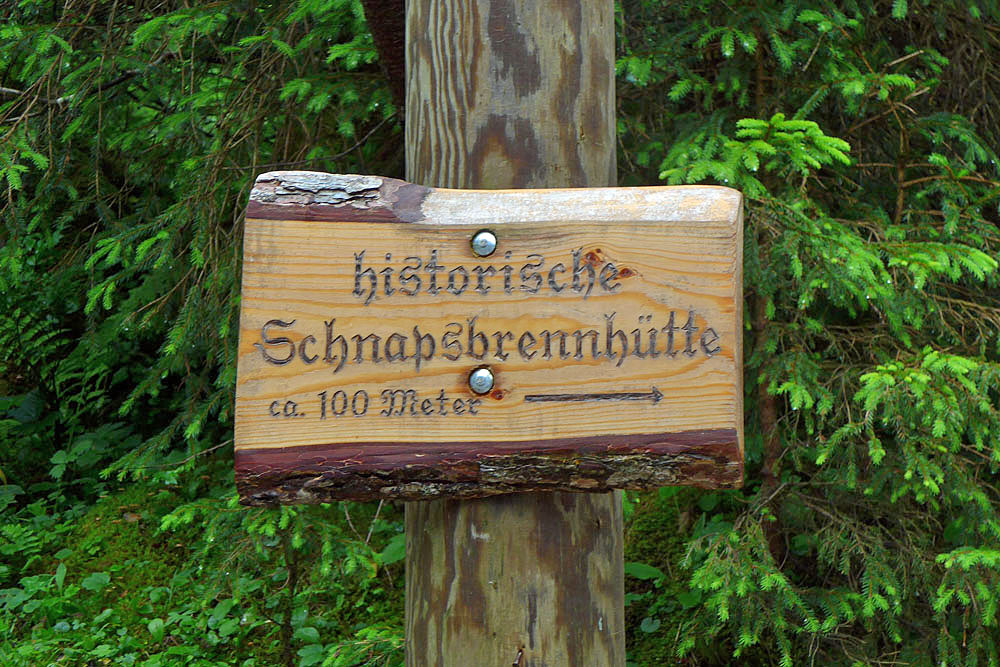 historische
Schnapsbrennhütte
ca. 100 Meter